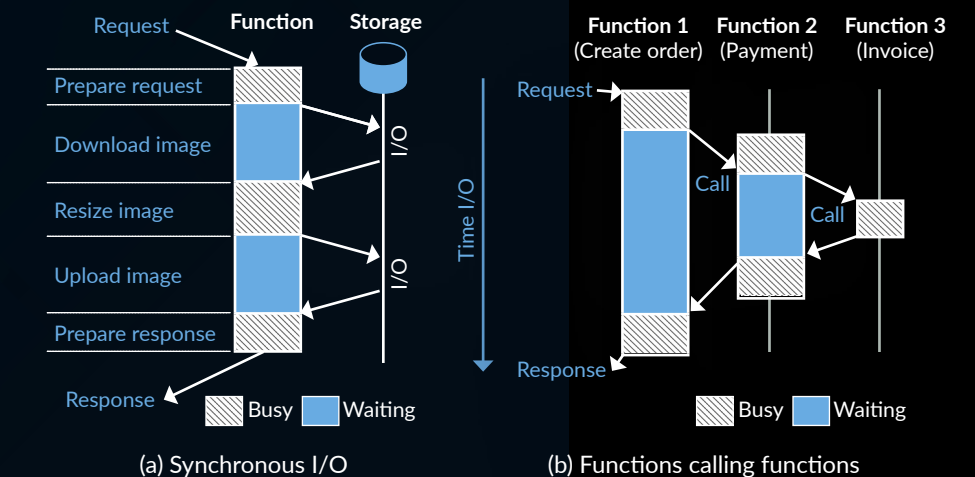 Request
Function
Storage
Prepare request
Download image
I/O
Resize image
Upload image
I/O
Prepare response
Response
Busy
Waiting
(a) Synchronous I/O
Time I/O
Function 1
(Create order)
Function 2
(Payment)
Function 3
(Invoice)
Request
Call
Call
Response
Busy
Waiting
(b) Functions calling functions